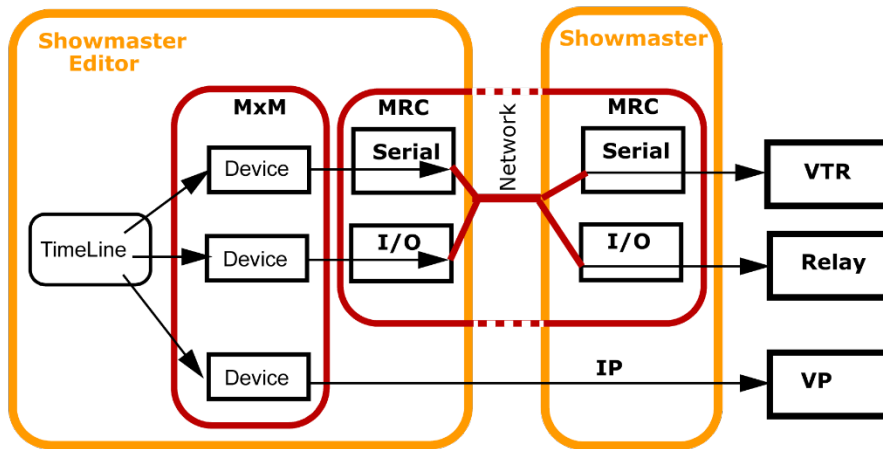 Showmaster
Editor
Showmaster
MxM
MRC
MRC
Network
Device
Serial
Serial
VTR
TimeLine
Device
I/O
I/O
Relay
Device
IP
VP